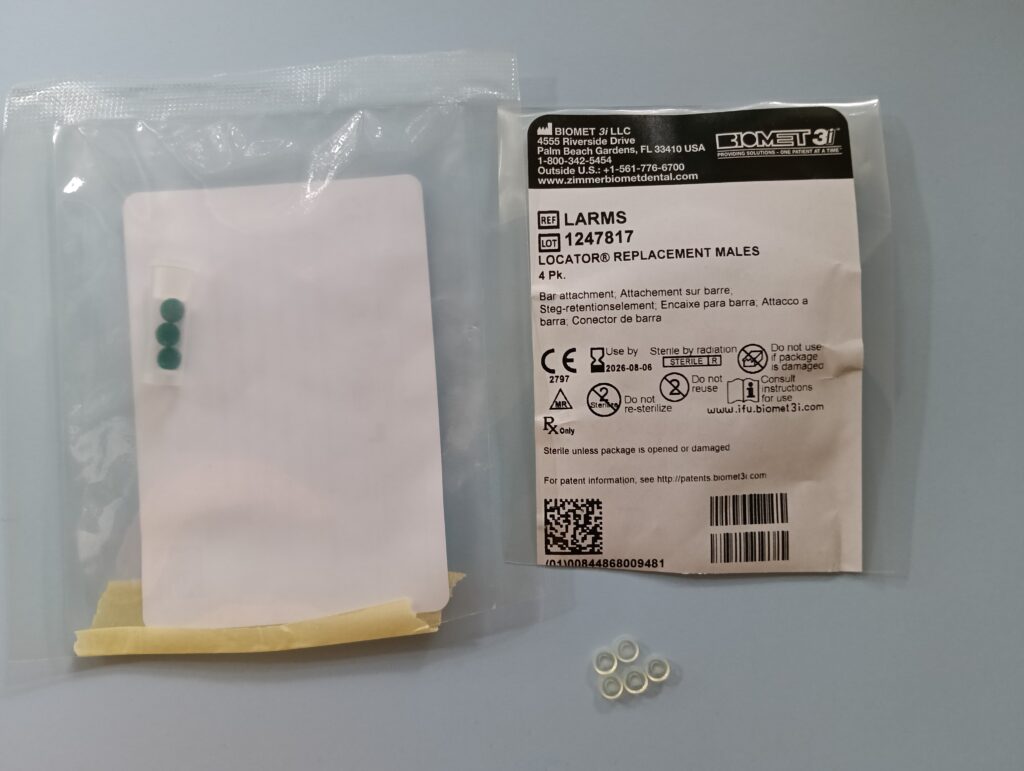 BIOMET 3i LLC
4555 Riverside Drive
Palm Beach Gardens, FL 33410 USA
1-800-342-5454
Outside U.S.: +1-561-776-6700
www.zimmerbiometdental.com
BIOMET 3i™
PROVIDING SOLUTIONS - ONE PATIENT AT A TIME™
REF LARMS
LOT 1247817
LOCATOR® REPLACEMENT MALES
4 Pk.
Bar attachment; Attachement sur barre;
Steg-retentionselement; Encaixe para barra; Attacco a
barra; Conector de barra
CE
2797
Use by
2026-08-06
Sterile by radiation
STERILE R
Do not use
if package
is damaged
MR
Sterilize
Do not
re-sterilize
2
Do not
reuse
i
Consult
instructions
for use
www.ifu.biomet3i.com
Rx Only
Sterile unless package is opened or damaged
For patent information, see http://patents.biomet3i.com
(01)00844868009481